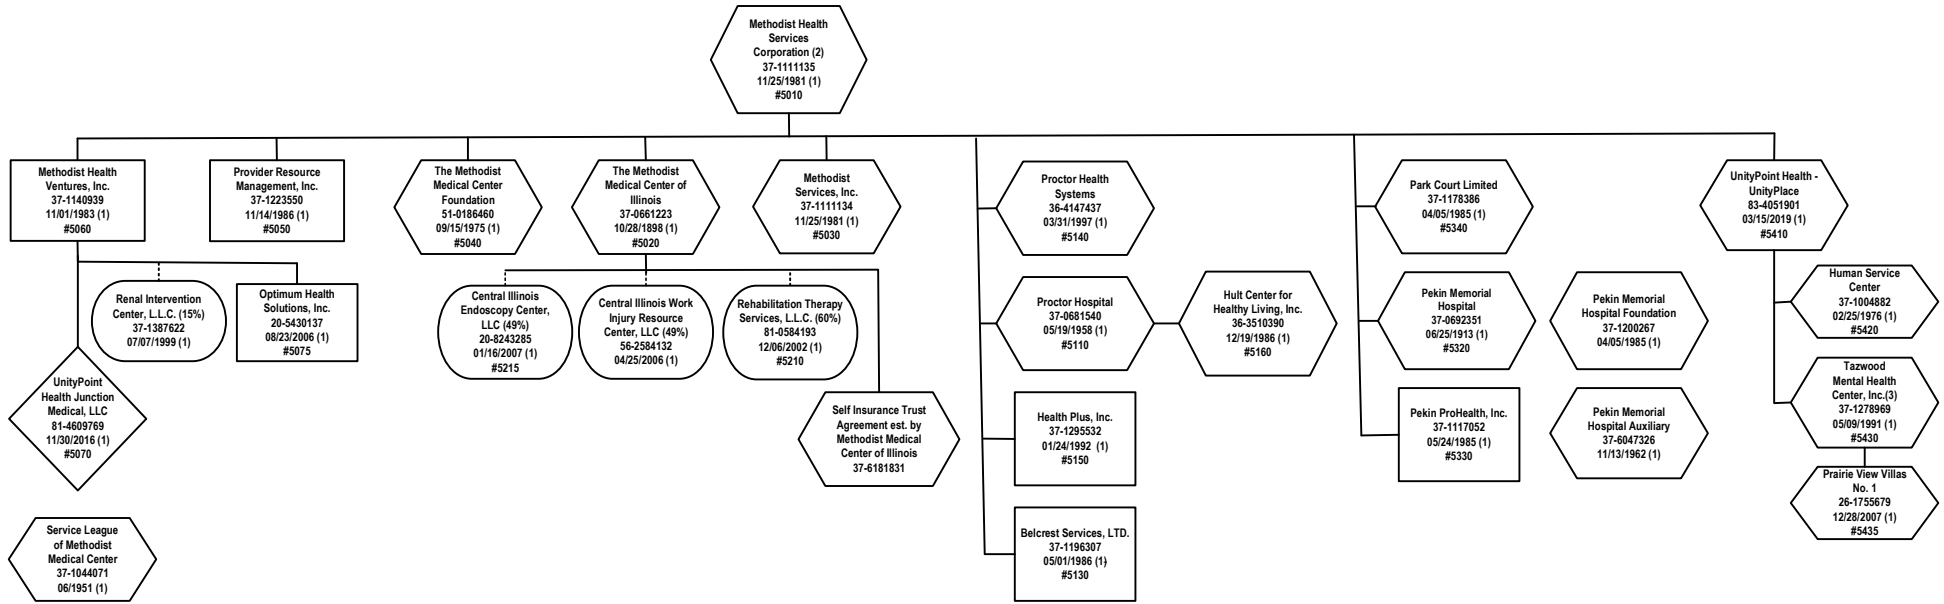 Methodist Health
Services
Corporation (2)
37-1111135
11/25/1981 (1)
#5010
Methodist Health
Ventures, Inc.
37-1140939
11/01/1983 (1)
#5060
Provider Resource
Management, Inc.
37-1223550
11/14/1986 (1)
#5050
The Methodist
Medical Center
Foundation
51-0186460
09/15/1975 (1)
#5040
The Methodist
Medical Center of
Illinois
37-0661223
10/28/1898 (1)
#5020
Methodist
Services, Inc.
37-1111134
11/25/1981 (1)
#5030
Proctor Health
Systems
36-4147437
03/31/1997 (1)
#5140
Park Court Limited
37-1178386
04/05/1985 (1)
#5340
UnityPoint Health -
UnityPlace
83-4051901
03/15/2019 (1)
#5410
Renal Intervention
Center, L.L.C. (15%)
37-1387622
07/07/1999 (1)
Optimum Health
Solutions, Inc.
20-5430137
08/23/2006 (1)
#5075
Central Illinois
Endoscopy Center,
LLC (49%)
20-8243285
01/16/2007 (1)
#5215
Central Illinois Work
Injury Resource
Center, LLC (49%)
56-2584132
04/25/2006 (1)
Rehabilitation Therapy
Services, L.L.C. (60%)
81-0584193
12/06/2002 (1)
#5210
Proctor Hospital
37-0681540
05/19/1958 (1)
#5110
Hult Center for
Healthy Living, Inc.
36-3510390
12/19/1986 (1)
#5160
Pekin Memorial
Hospital
37-0692351
06/25/1913 (1)
#5320
Pekin Memorial
Hospital Foundation
37-1200267
04/05/1985 (1)
Human Service
Center
37-1004882
02/25/1976 (1)
#5420
UnityPoint
Health Junction
Medical, LLC
81-4609769
11/30/2016 (1)
#5070
Self Insurance Trust
Agreement est. by
Methodist Medical
Center of Illinois
37-6181831
Health Plus, Inc.
37-1295532
01/24/1992 (1)
#5150
Pekin ProHealth, Inc.
37-1117052
05/24/1985 (1)
#5330
Pekin Memorial
Hospital Auxiliary
37-6047326
11/13/1962 (1)
Tazwood
Mental Health
Center, Inc.(3)
37-1278969
05/09/1991 (1)
#5430
Prairie View Villas
No. 1
26-1755679
12/28/2007 (1)
#5435
Service League
of Methodist
Medical Center
37-1044071
06/1951 (1)
Belcrest Services, LTD.
37-1196307
05/01/1986 (1)
#5130